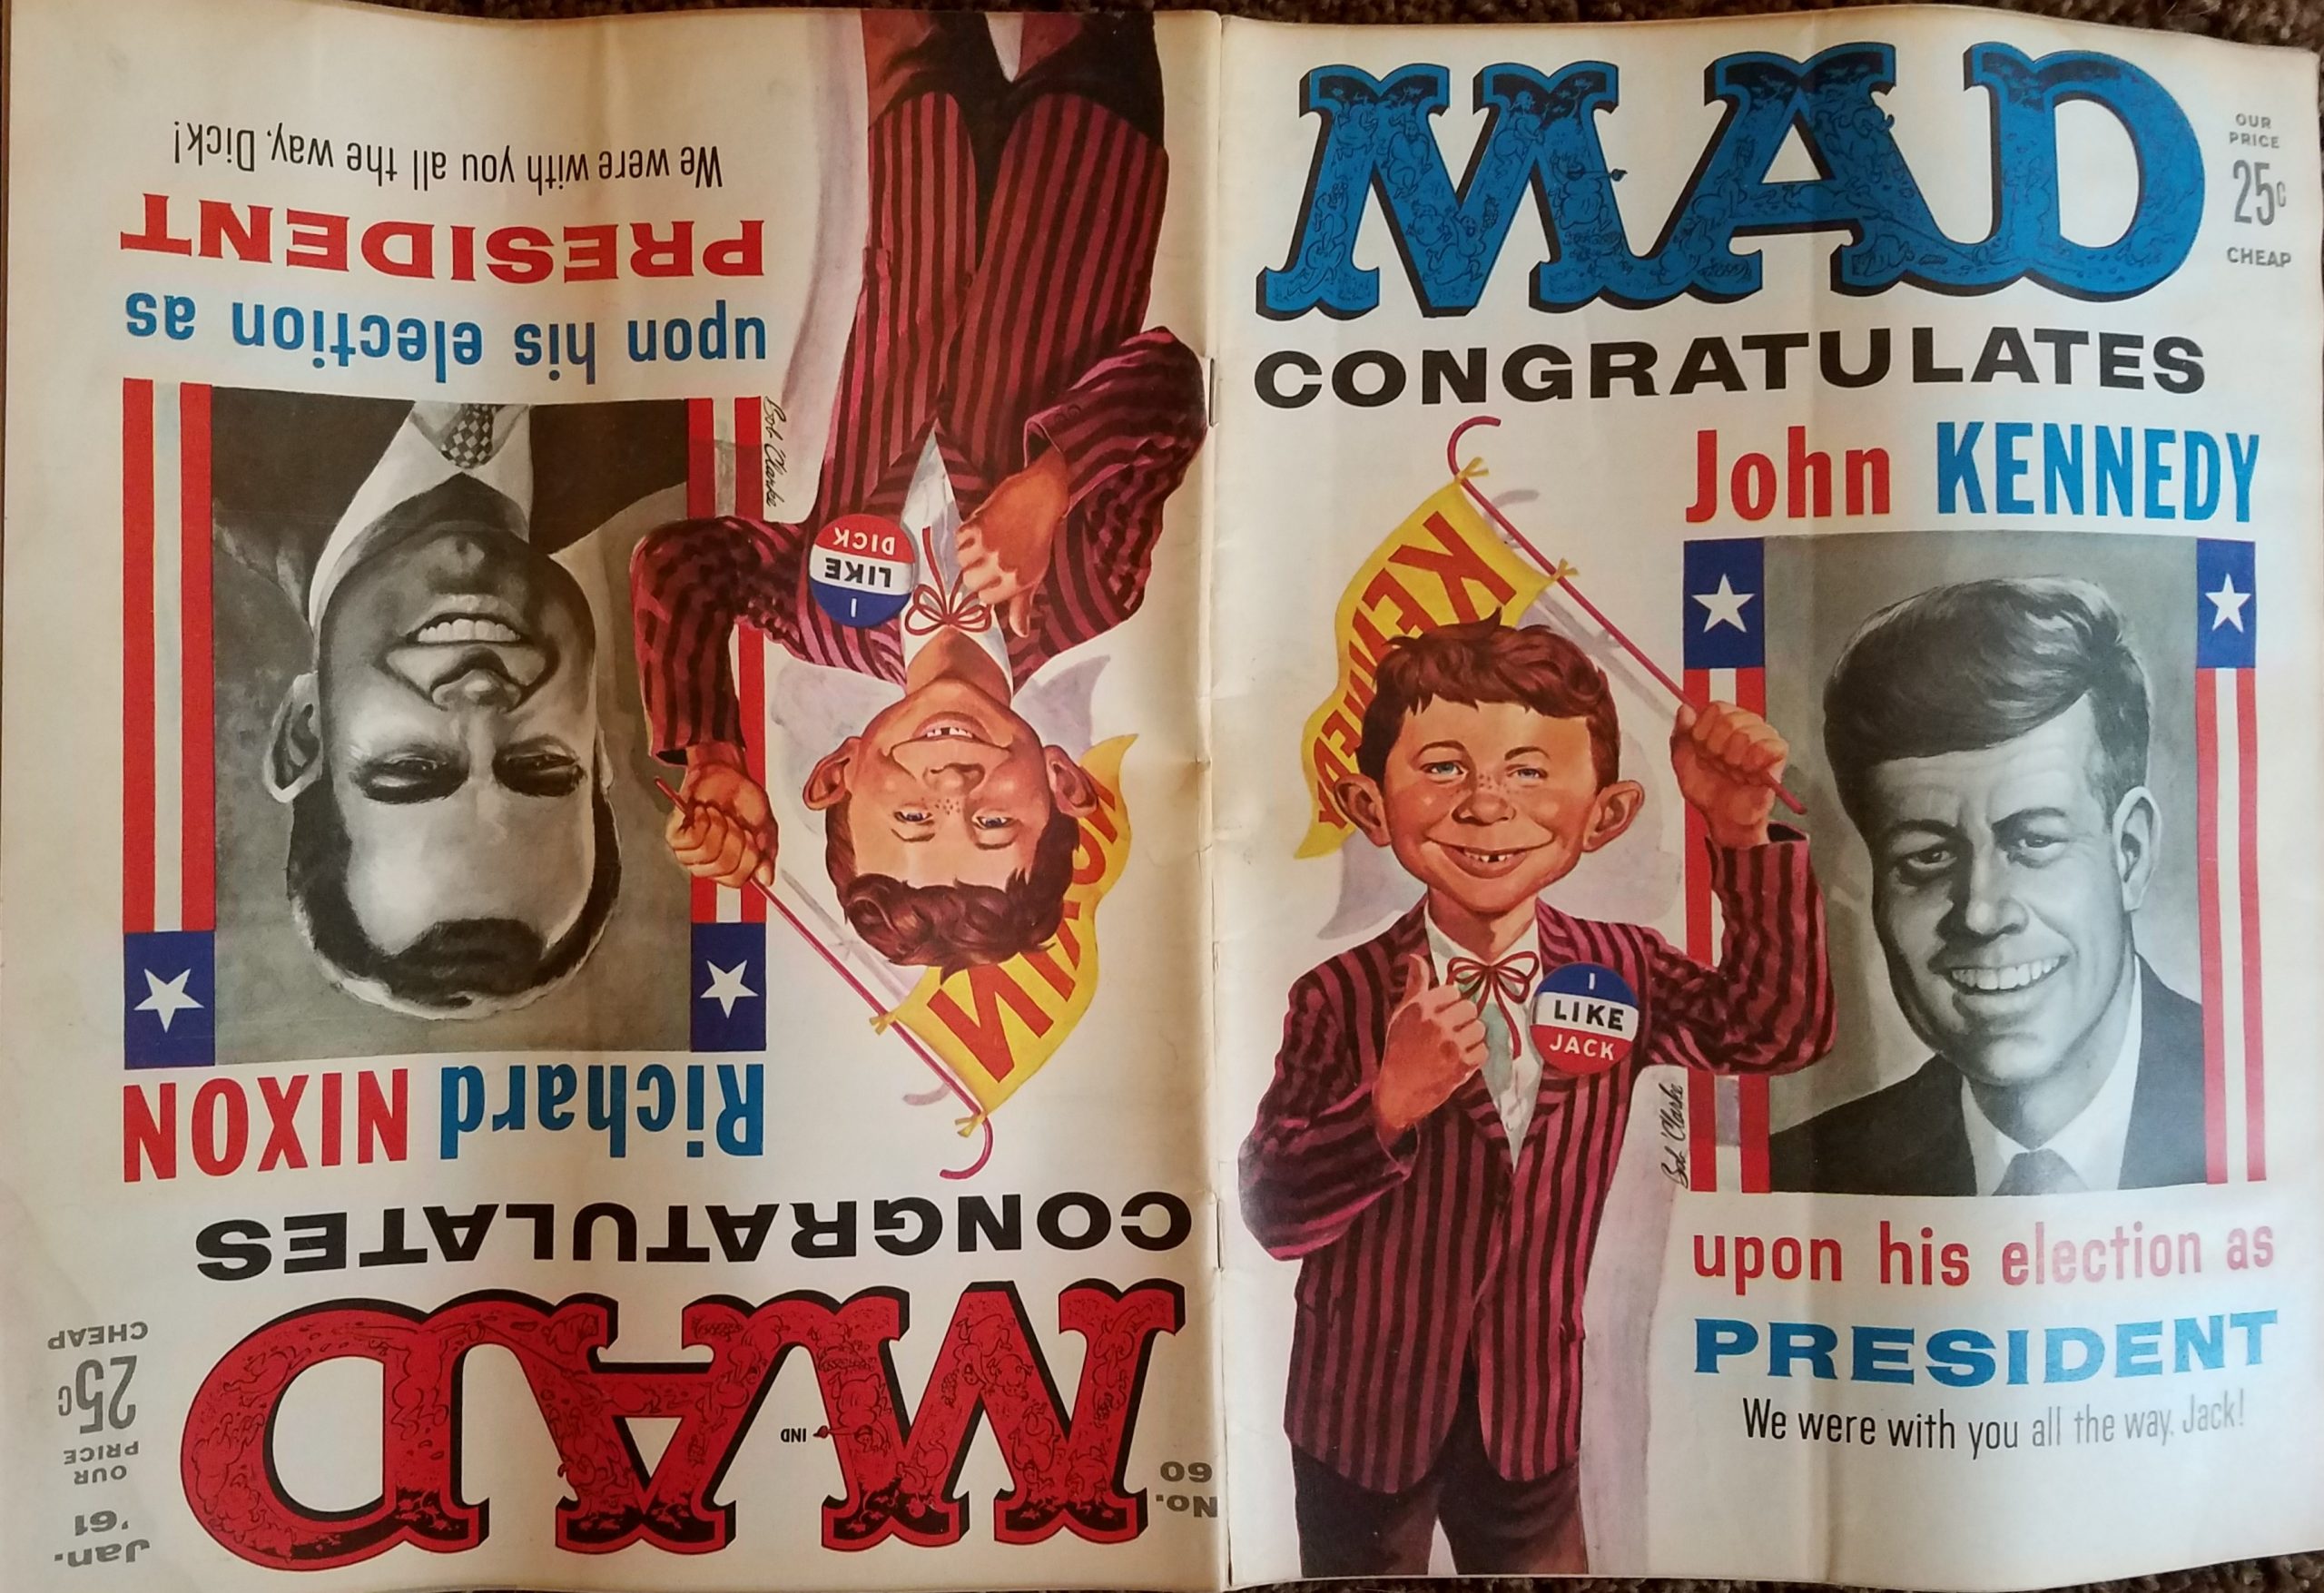 MAD
OUR
PRICE
25¢
CHEAP
CONGRATULATES
John KENNEDY
KENNEDY
I
LIKE
JACK
Bob Clarke
upon his election as
PRESIDENT
We were with you all the way, Jack!
No.
60
MAD
IND
Jan.
'61
OUR
PRICE
25¢
CHEAP
CONGRATULATES
Richard NIXON
NIXON
I
LIKE
DICK
Bob Clarke
upon his election as
PRESIDENT
We were with you all the way, Dick!